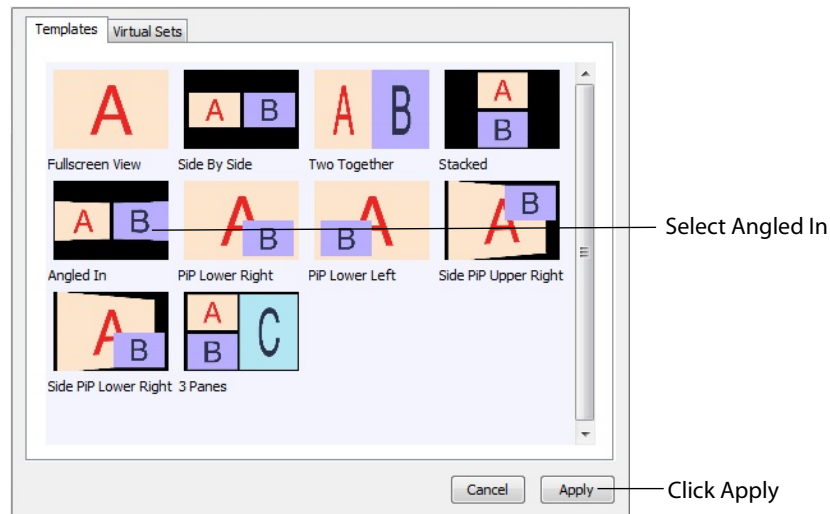 Templates Virtual Sets
A A B A B A B
Fullscreen View Side By Side Two Together Stacked
A B A B B A A B
Select Angled In
Angled In PiP Lower Right PiP Lower Left Side PiP Upper Right
A B A B C
Side PiP Lower Right 3 Panes
Cancel Apply
Click Apply